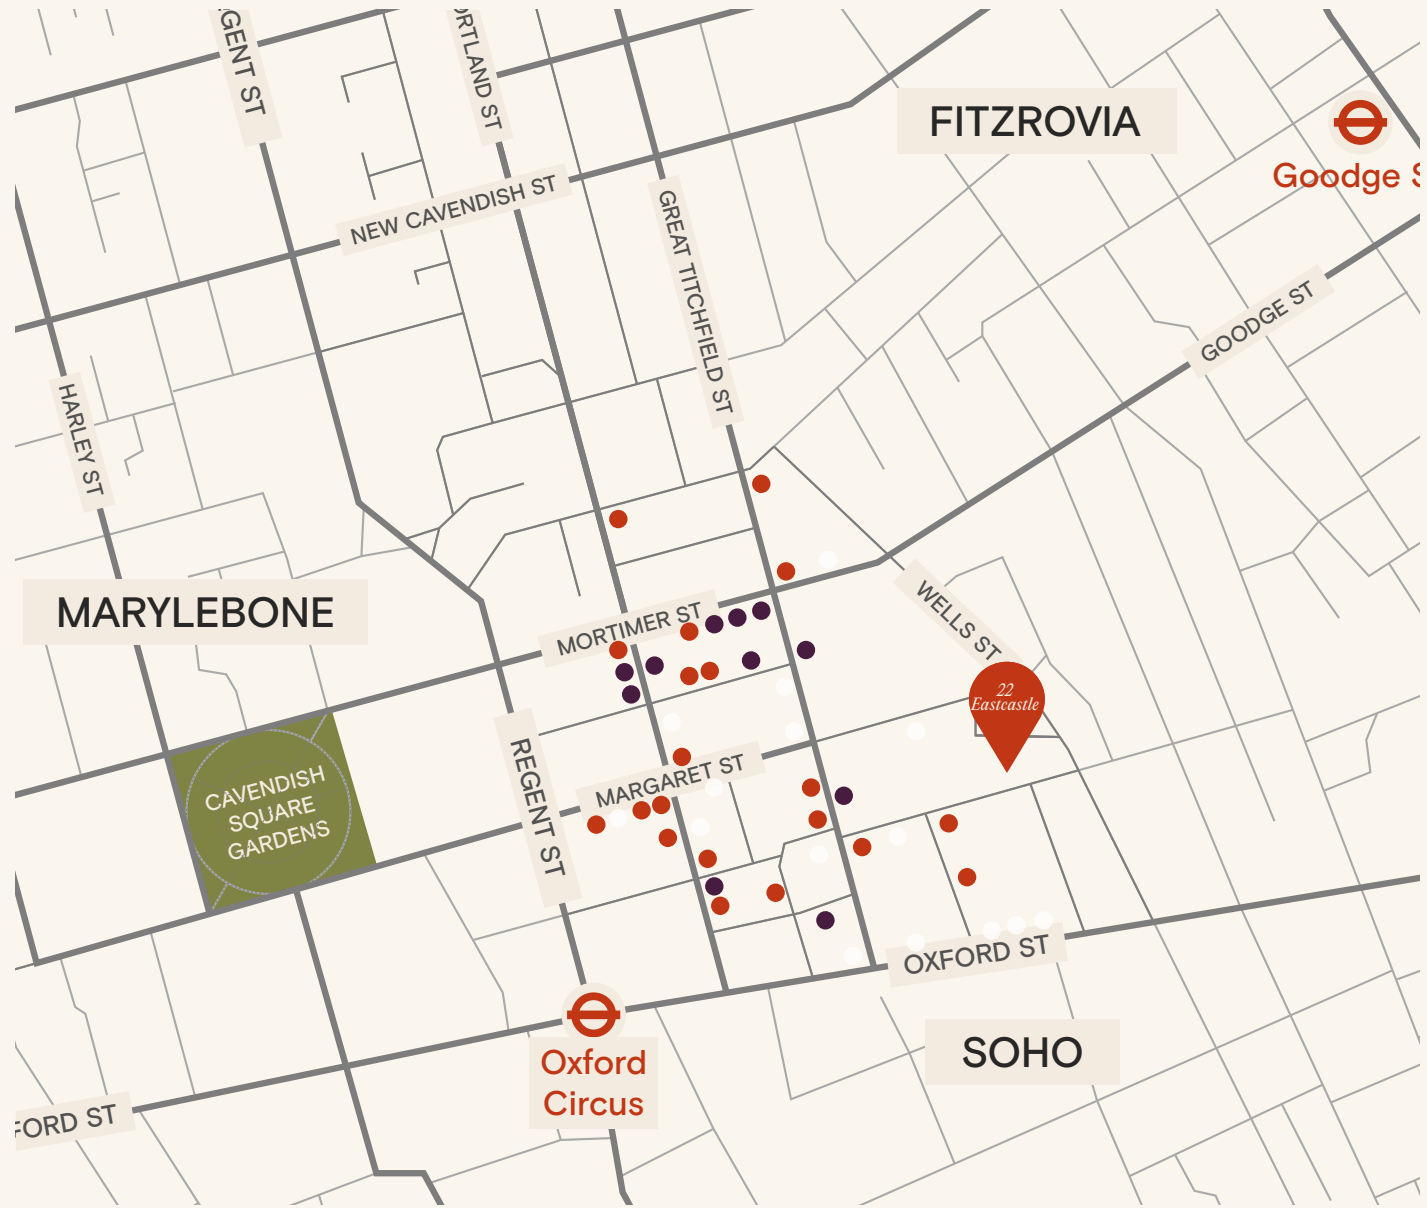 GENT ST
ORTLAND ST
FITZROVIA
Goodge S
NEW CAVENDISH ST
GREAT TITCHFIELD ST
GOODGE ST
HARLEY ST
MARYLEBONE
MORTIMER ST
WELLS ST
22
Eastcastle
REGENT ST
MARGARET ST
CAVENDISH
SQUARE
GARDENS
OXFORD ST
SOHO
Oxford
Circus
FORD ST